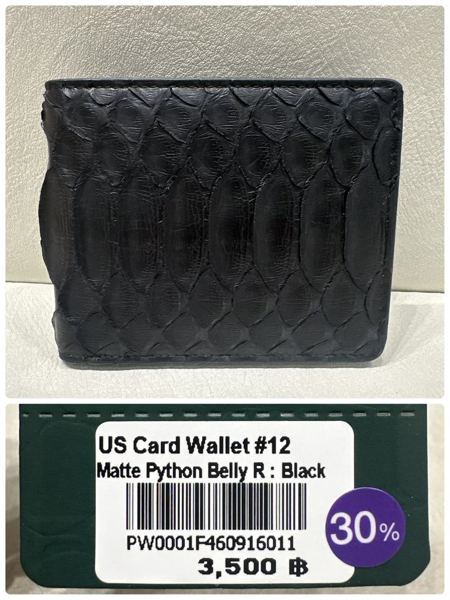 US Card Wallet #12
Matte Python Belly R : Black
PW0001F460916011
3,500 ฿
30%